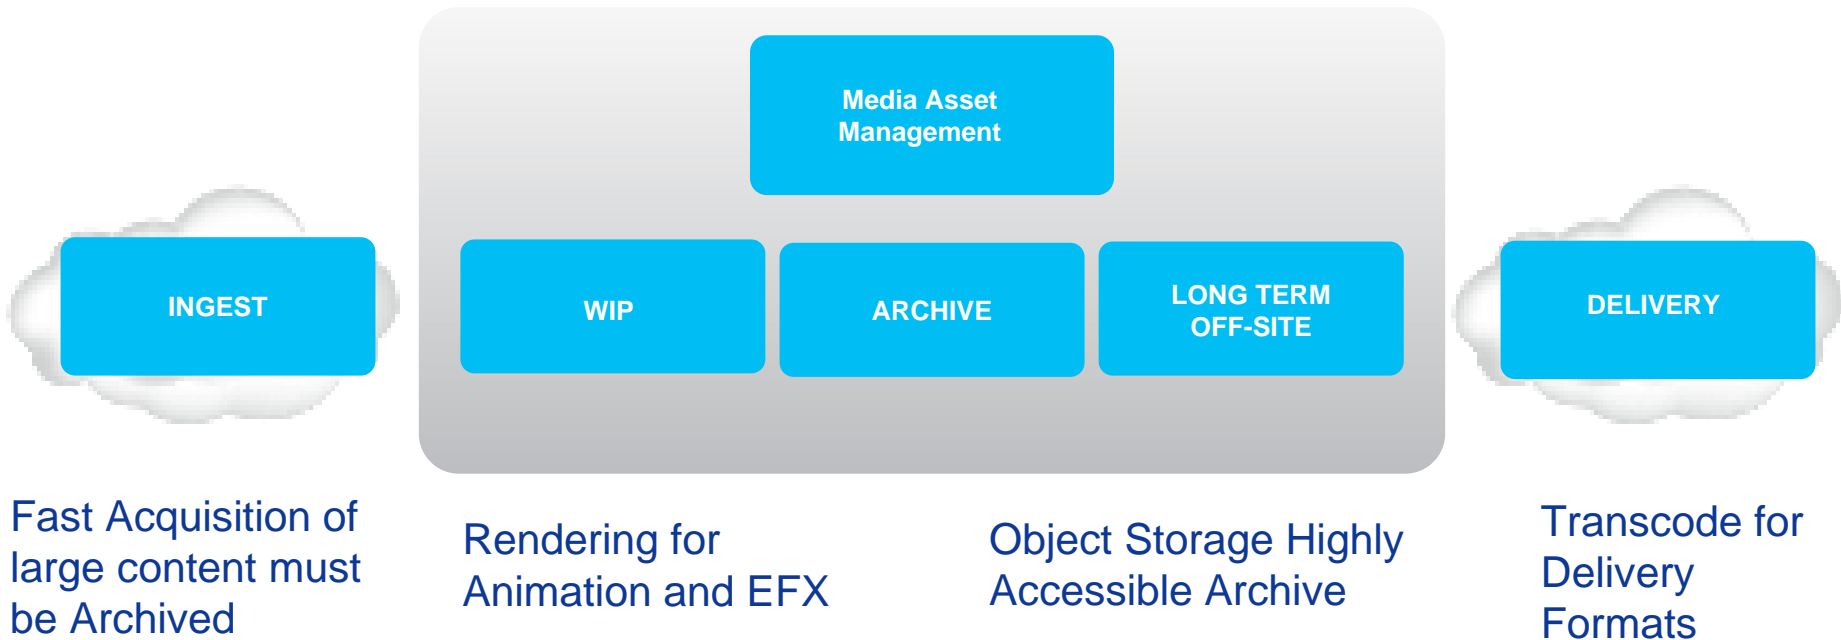 Media Asset
Management
INGEST
WIP
ARCHIVE
LONG TERM
OFF-SITE
DELIVERY
Fast Acquisition of
large content must
be Archived
Rendering for
Animation and EFX
Object Storage Highly
Accessible Archive
Transcode for
Delivery
Formats